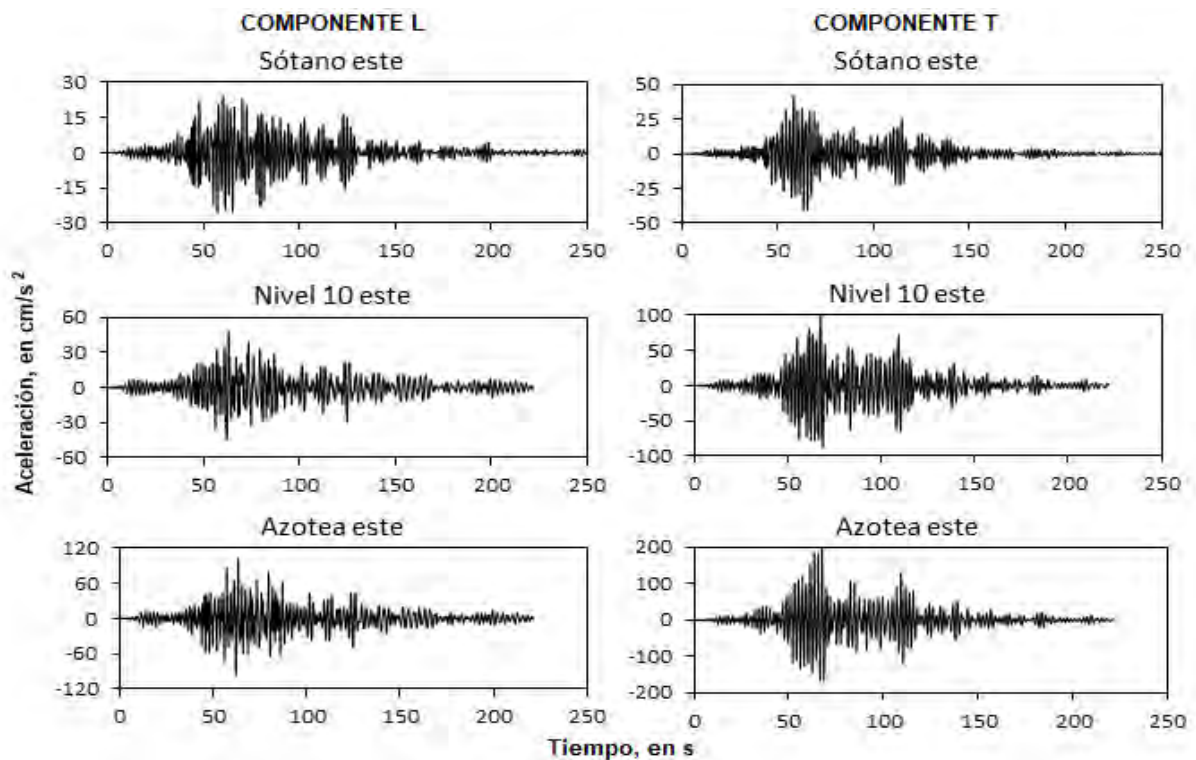 COMPONENTE L
COMPONENTE T
Sótano este
Sótano este
30
15
0
-15
-30
0 50 100 150 200 250
50
25
0
-25
-50
0 50 100 150 200 250
Aceleración, en cm/s²
Nivel 10 este
Nivel 10 este
60
30
0
-30
-60
0 50 100 150 200 250
100
50
0
-50
-100
0 50 100 150 200 250
Azotea este
Azotea este
120
60
0
-60
-120
0 50 100 150 200 250
200
100
0
-100
-200
0 50 100 150 200 250
Tiempo, en s